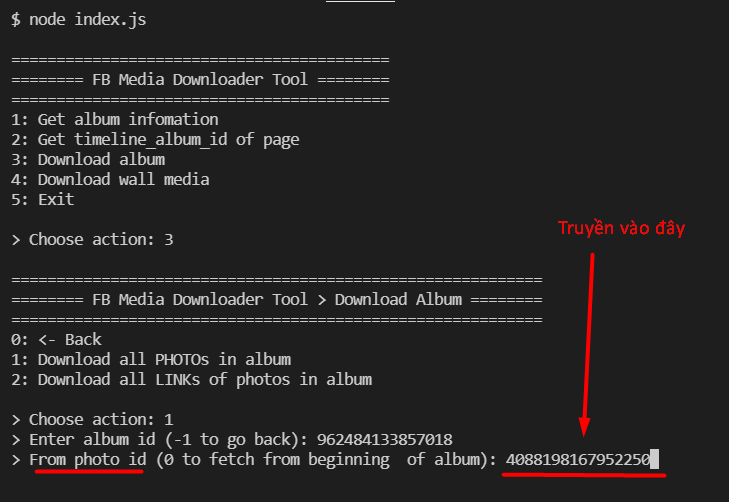 $ node index.js
==========================================
======== FB Media Downloader Tool ========
==========================================
1: Get album infomation
2: Get timeline_album_id of page
3: Download album
4: Download wall media
5: Exit
> Choose action: 3
Truyền vào đây
===========================================================
======== FB Media Downloader Tool > Download Album ========
===========================================================
0: <- Back
1: Download all PHOTOs in album
2: Download all LINKs of photos in album
> Choose action: 1
> Enter album id (-1 to go back): 962484133857018
> From photo id (0 to fetch from beginning  of album): 4088198167952250